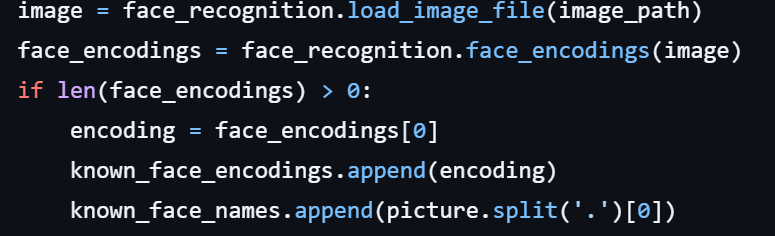 image = face_recognition.load_image_file(image_path)
face_encodings = face_recognition.face_encodings(image)
if len(face_encodings) > 0:
    encoding = face_encodings[0]
    known_face_encodings.append(encoding)
    known_face_names.append(picture.split('.')[0])